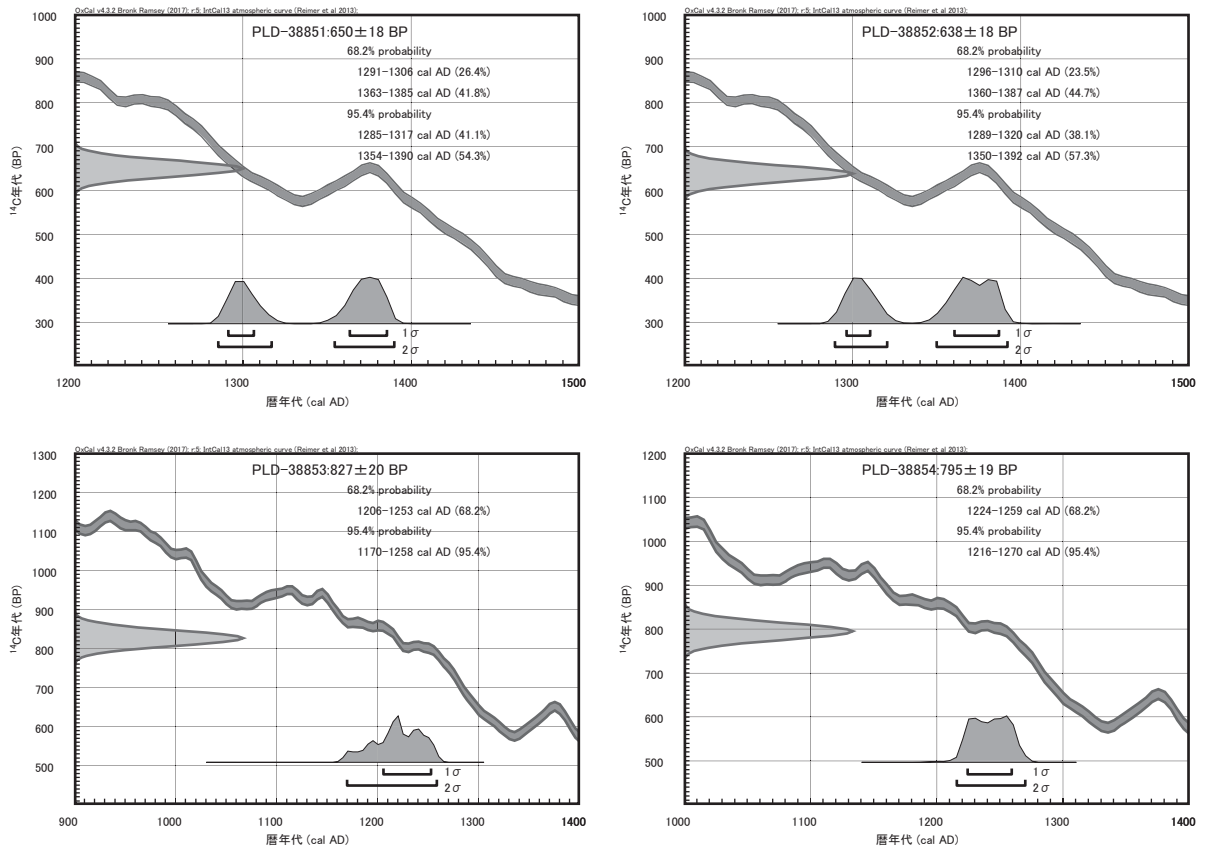 OxCal v4.3.2 Bronk Ramsey (2017); r:5; IntCal13 atmospheric curve (Reimer et al 2013);
PLD-38851:650±18 BP
68.2% probability
1291-1306 cal AD (26.4%)
1363-1385 cal AD (41.8%)
95.4% probability
1285-1317 cal AD (41.1%)
1354-1390 cal AD (54.3%)
1000
900
800
700
600
500
400
300
14C年代 (BP)
1σ
2σ
1200
1300
1400
1500
暦年代 (cal AD)
OxCal v4.3.2 Bronk Ramsey (2017); r:5; IntCal13 atmospheric curve (Reimer et al 2013);
PLD-38852:638±18 BP
68.2% probability
1296-1310 cal AD (23.5%)
1360-1387 cal AD (44.7%)
95.4% probability
1289-1320 cal AD (38.1%)
1350-1392 cal AD (57.3%)
1000
900
800
700
600
500
400
300
14C年代 (BP)
1σ
2σ
1200
1300
1400
1500
暦年代 (cal AD)
OxCal v4.3.2 Bronk Ramsey (2017); r:5; IntCal13 atmospheric curve (Reimer et al 2013);
PLD-38853:827±20 BP
68.2% probability
1206-1253 cal AD (68.2%)
95.4% probability
1170-1258 cal AD (95.4%)
1300
1200
1100
1000
900
800
700
600
500
14C年代 (BP)
1σ
2σ
900
1000
1100
1200
1300
1400
暦年代 (cal AD)
OxCal v4.3.2 Bronk Ramsey (2017); r:5; IntCal13 atmospheric curve (Reimer et al 2013);
PLD-38854:795±19 BP
68.2% probability
1224-1259 cal AD (68.2%)
95.4% probability
1216-1270 cal AD (95.4%)
1200
1100
1000
900
800
700
600
500
14C年代 (BP)
1σ
2σ
1000
1100
1200
1300
1400
暦年代 (cal AD)